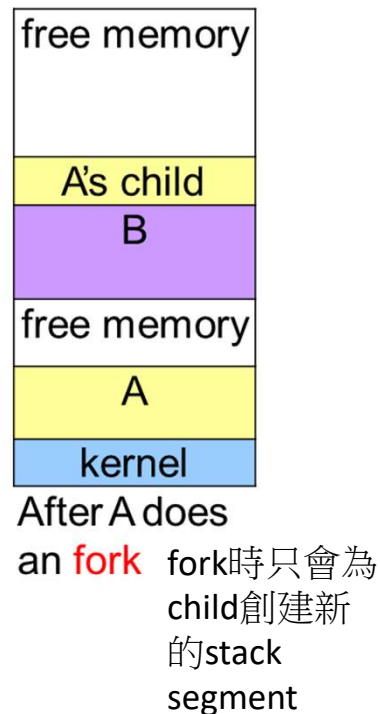 free memory
A's child
B
free memory
A
kernel
After A does
an fork
fork時只會為
child創建新
的stack
segment